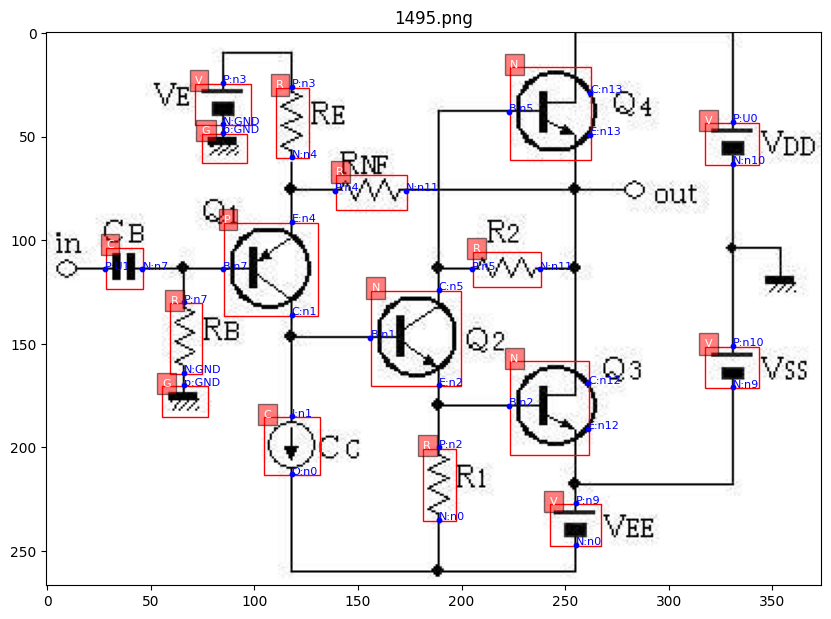 1495.png
0
50
100
150
200
250
0
50
100
150
200
250
300
350
V
P:n3
VE
N:GND
G
p:GND
R
P:n3
RE
N:n4
N
C:n13
Q4
B:n5
E:n13
V
P:U0
VDD
N:n10
RNF
R
P:n4
N:n11
out
Q1
P
E:n4
B:n7
C:n1
in
CB
C
P:U1
N:n7
R2
R
P:n5
N:n11
R
P:n7
RB
N:GND
G
p:GND
N
C:n5
B:n1
Q2
E:n2
N
Q3
C:n12
B:n2
E:n12
V
P:n10
VSS
N:n9
C
I:n1
CC
O:n0
R
P:n2
R1
N:n0
V
P:n9
VEE
N:n0